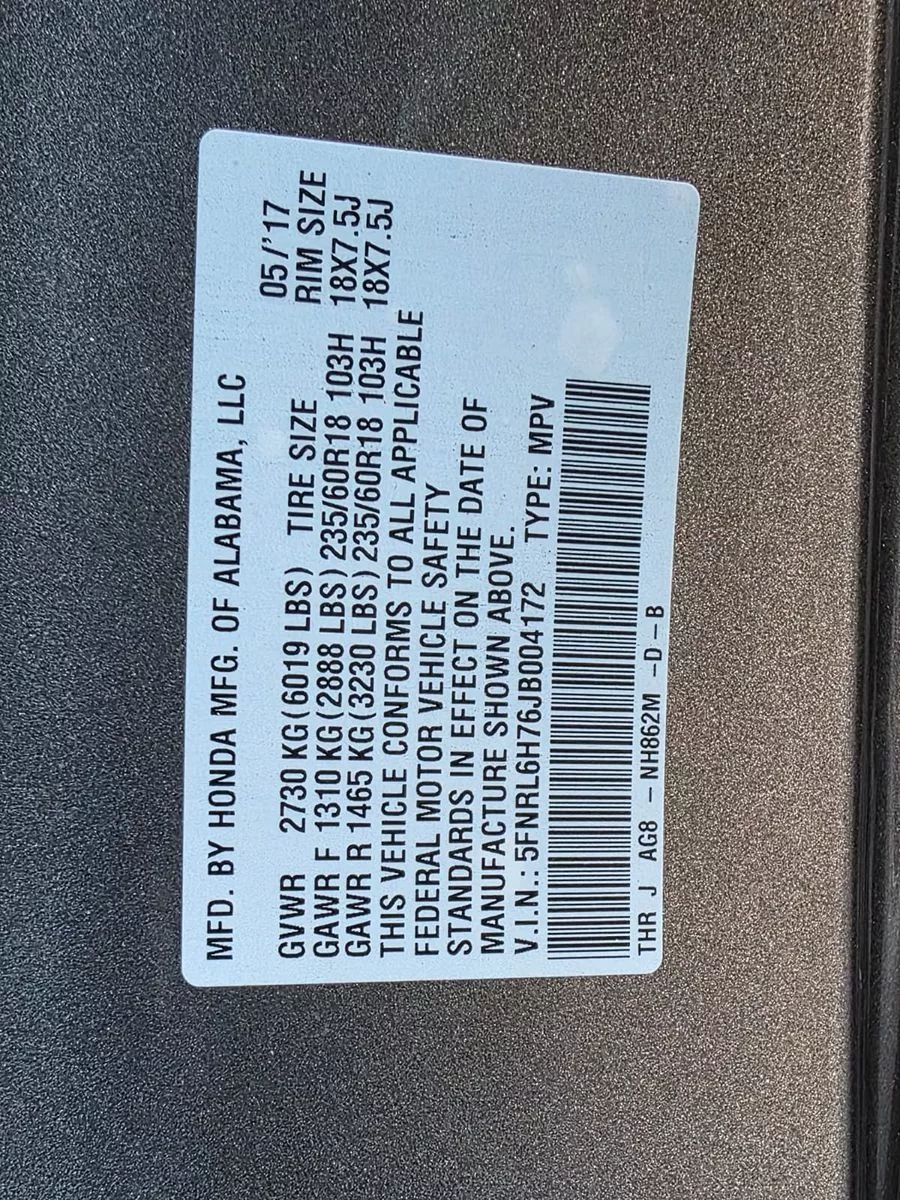 MFD. BY HONDA MFG. OF ALABAMA, LLC
05/'17
GVWR 2730 KG(6019 LBS) TIRE SIZE RIM SIZE
GAWR F 1310 KG(2888 LBS)235/60R18 103H 18X7.5J
GAWR R 1465 KG(3230 LBS)235/60R18 103H 18X7.5J
THIS VEHICLE CONFORMS TO ALL APPLICABLE
FEDERAL MOTOR VEHICLE SAFETY
STANDARDS IN EFFECT ON THE DATE OF
MANUFACTURE SHOWN ABOVE.
V.I.N.: 5FNRL6H76JB004172 TYPE: MPV
THR J AG8 - NH862M -D-B